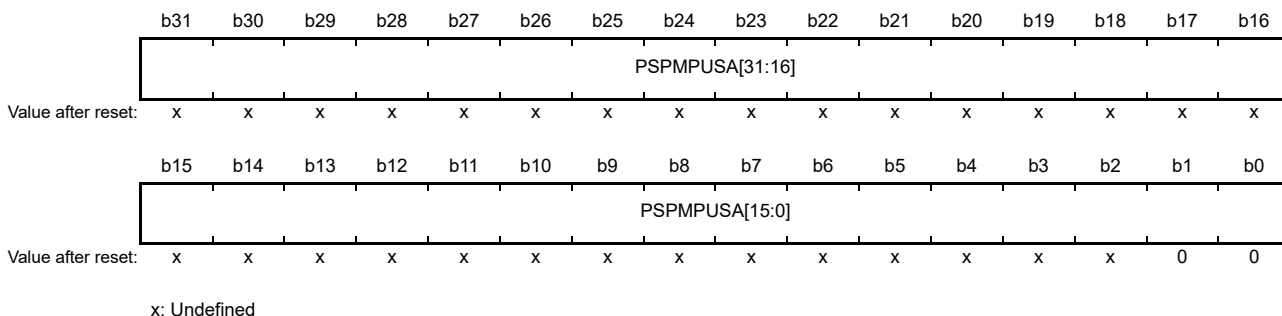 b31 b30 b29 b28 b27 b26 b25 b24 b23 b22 b21 b20 b19 b18 b17 b16
PSPMPUSA[31:16]
Value after reset: x x x x x x x x x x x x x x x x
b15 b14 b13 b12 b11 b10 b9 b8 b7 b6 b5 b4 b3 b2 b1 b0
PSPMPUSA[15:0]
Value after reset: x x x x x x x x x x x x x x 0 0
x: Undefined